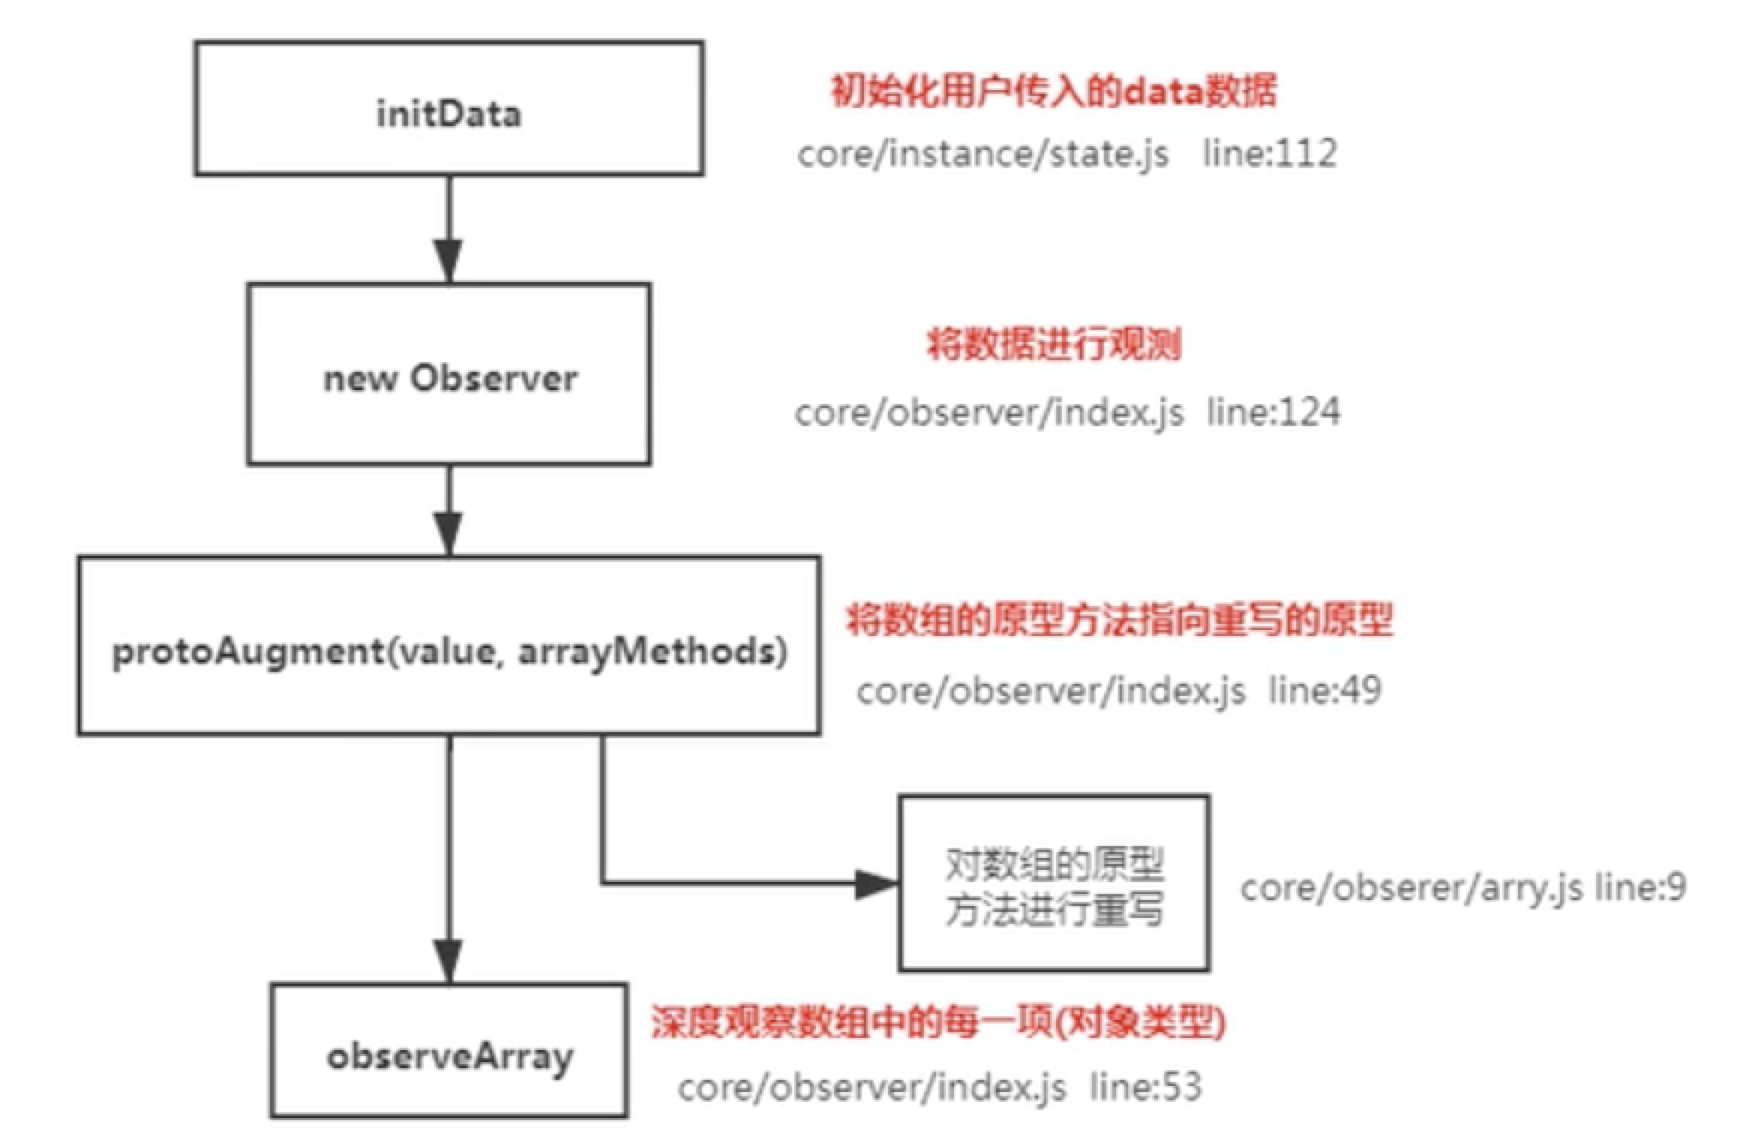 initData
初始化用户传入的data数据
core/instance/state.js line:112
new Observer
将数据进行观测
core/observer/index.js line:124
protoAugment(value, arrayMethods)
将数组的原型方法指向重写的原型
core/observer/index.js line:49
对数组的原型
方法进行重写
core/obserer/arry.js line:9
observeArray
深度观察数组中的每一项(对象类型)
core/observer/index.js line:53